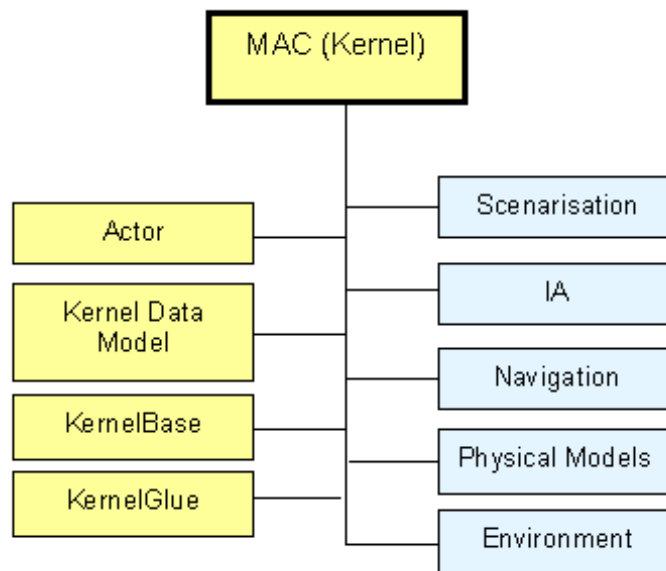 MAC (Kernel)
Actor
Kernel Data
Model
KernelBase
KernelGlue
Scenarisation
IA
Navigation
Physical Models
Environment